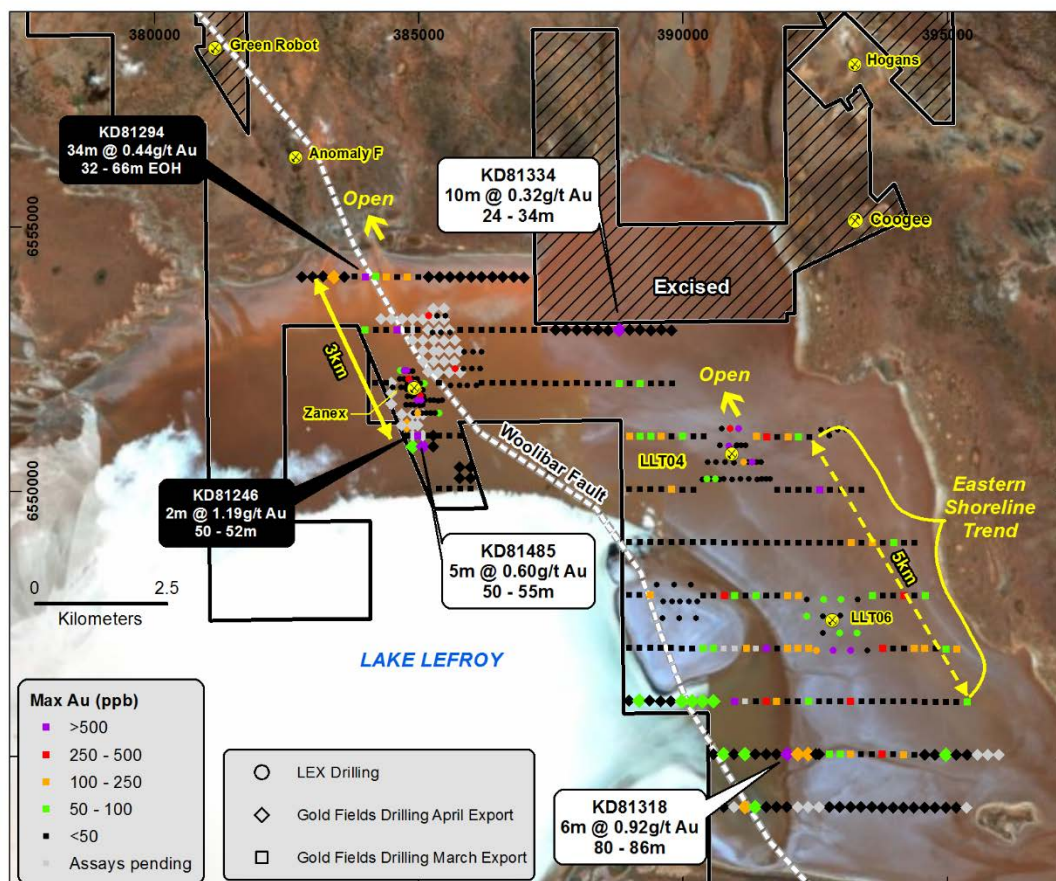 380000
385000
390000
395000
Green Robot
Hogans
KD81294
34m @ 0.44g/t Au
32 - 66m EOH
Anomaly F
KD81334
10m @ 0.32g/t Au
24 - 34m
Open
Coogee
6555000
Excised
3km
Open
Zanex
Woolibar Fault
LLT04
6550000
KD81246
2m @ 1.19g/t Au
50 - 52m
Eastern
Shoreline
Trend
KD81485
5m @ 0.60g/t Au
50 - 55m
5km
0 2.5
Kilometers
LLT06
LAKE LEFROY
Max Au (ppb)
>500
250 - 500
100 - 250
50 - 100
<50
Assays pending
LEX Drilling
Gold Fields Drilling April Export
Gold Fields Drilling March Export
KD81318
6m @ 0.92g/t Au
80 - 86m